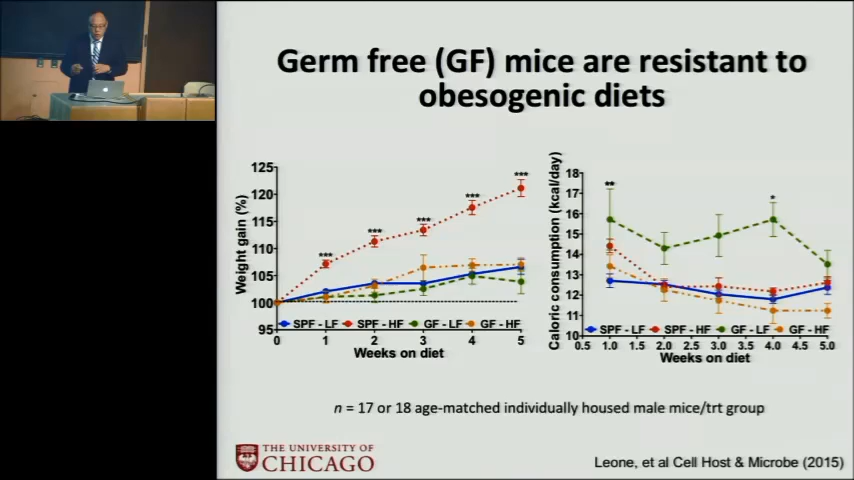 Germ free (GF) mice are resistant to
obesogenic diets
Weight gain (%)
125
120
115
110
105
100
95
***
***
***
***
***
SPF - LF
SPF - HF
GF - LF
GF - HF
0
1
2
3
4
5
Weeks on diet
Caloric consumption (kcal/day)
18
17
16
15
14
13
12
11
10
**
*
SPF - LF
SPF - HF
GF - LF
GF - HF
0.5
1.0
1.5
2.0
2.5
3.0
3.5
4.0
4.5
5.0
Weeks on diet
n = 17 or 18 age-matched individually housed male mice/trt group
THE UNIVERSITY OF
CHICAGO
Leone, et al Cell Host & Microbe (2015)